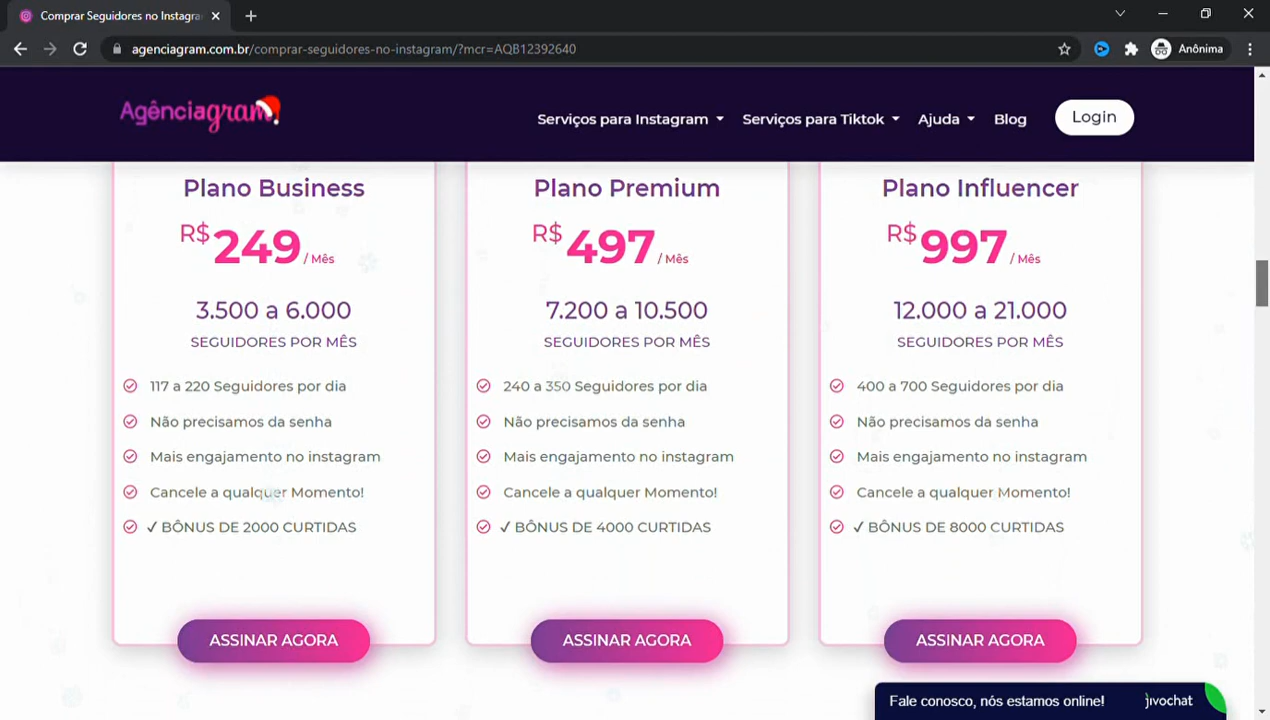 Comprar Seguidores no Instagra
agenciagram.com.br/comprar-seguidores-no-instagram/?mcr=AQB12392640
Anônima
Agênciagram
Serviços para Instagram
Serviços para Tiktok
Ajuda
Blog
Login
Plano Business
R$249/ Mês
3.500 a 6.000
SEGUIDORES POR MÊS
117 a 220 Seguidores por dia
Não precisamos da senha
Mais engajamento no instagram
Cancele a qualquer Momento!
✓ BÔNUS DE 2000 CURTIDAS
ASSINAR AGORA
Plano Premium
R$497/ Mês
7.200 a 10.500
SEGUIDORES POR MÊS
240 a 350 Seguidores por dia
Não precisamos da senha
Mais engajamento no instagram
Cancele a qualquer Momento!
✓ BÔNUS DE 4000 CURTIDAS
ASSINAR AGORA
Plano Influencer
R$997/ Mês
12.000 a 21.000
SEGUIDORES POR MÊS
400 a 700 Seguidores por dia
Não precisamos da senha
Mais engajamento no instagram
Cancele a qualquer Momento!
✓ BÔNUS DE 8000 CURTIDAS
ASSINAR AGORA
Fale conosco, nós estamos online!
jivochat